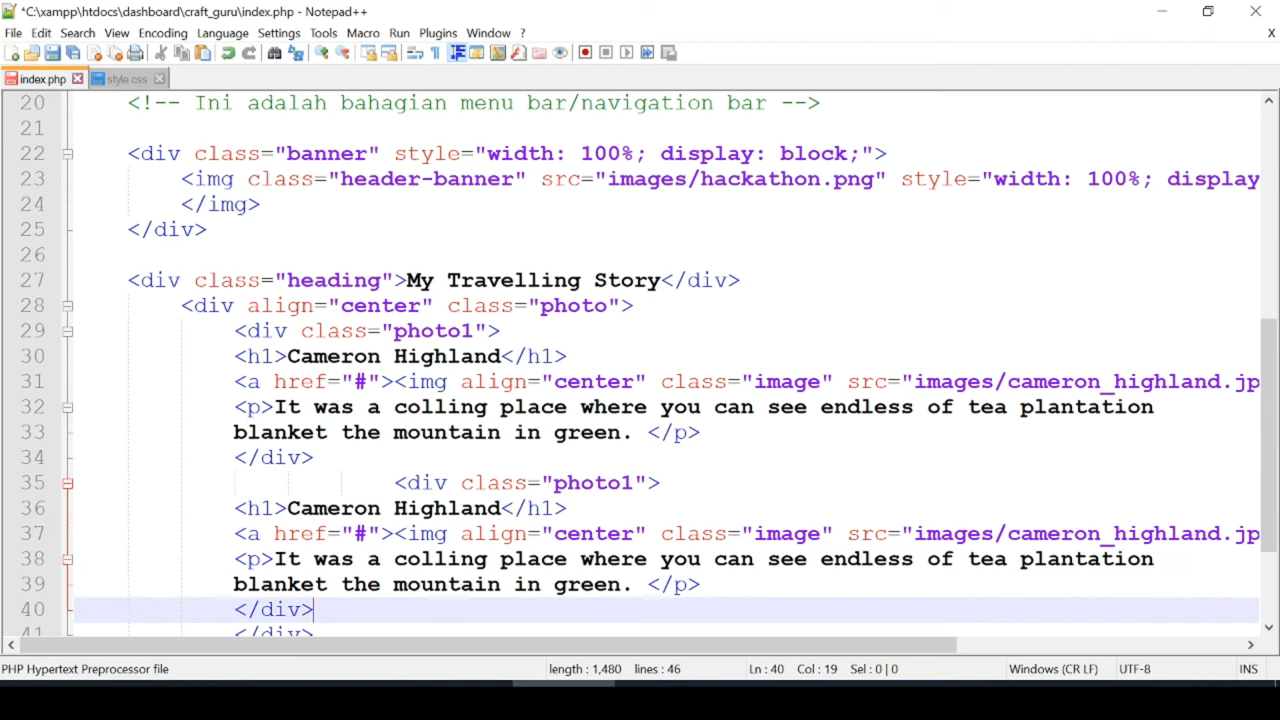 *C:\xampp\htdocs\dashboard\craft_guru\index.php - Notepad++
File Edit Search View Encoding Language Settings Tools Macro Run Plugins Window ? X
index.php style.css
20 <!-- Ini adalah bahagian menu bar/navigation bar -->
21
22 <div class="banner" style="width: 100%; display: block;">
23 <img class="header-banner" src="images/hackathon.png" style="width: 100%; display
24 </img>
25 </div>
26
27 <div class="heading">My Travelling Story</div>
28 <div align="center" class="photo">
29 <div class="photo1">
30 <h1>Cameron Highland</h1>
31 <a href="#"><img align="center" class="image" src="images/cameron_highland.jp
32 <p>It was a colling place where you can see endless of tea plantation
33 blanket the mountain in green. </p>
34 </div>
35 <div class="photo1">
36 <h1>Cameron Highland</h1>
37 <a href="#"><img align="center" class="image" src="images/cameron_highland.jp
38 <p>It was a colling place where you can see endless of tea plantation
39 blanket the mountain in green. </p>
40 </div>
41 </div>
PHP Hypertext Preprocessor file length : 1,480 lines : 46 Ln : 40 Col : 19 Sel : 0 | 0 Windows (CR LF) UTF-8 INS